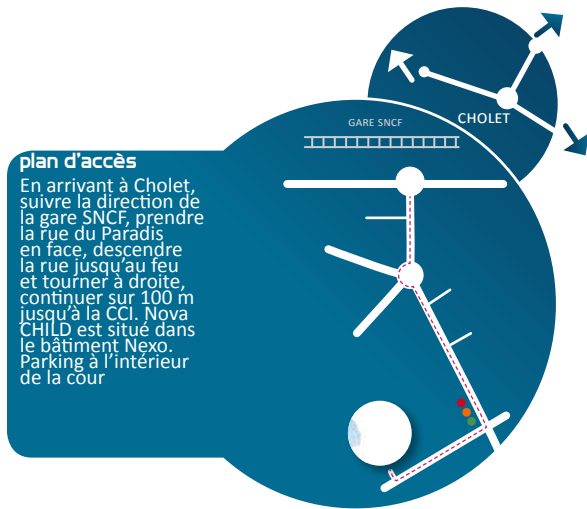 GARE SNCF
CHOLET
plan d'accès
En arrivant à Cholet,
suivre la direction de
la gare SNCF, prendre
la rue du Paradis
en face, descendre
la rue jusqu'au feu
et tourner à droite,
continuer sur 100 m
jusqu'à la CCI. Nova
CHILD est situé dans
le bâtiment Nexo.
Parking à l'intérieur
de la cour